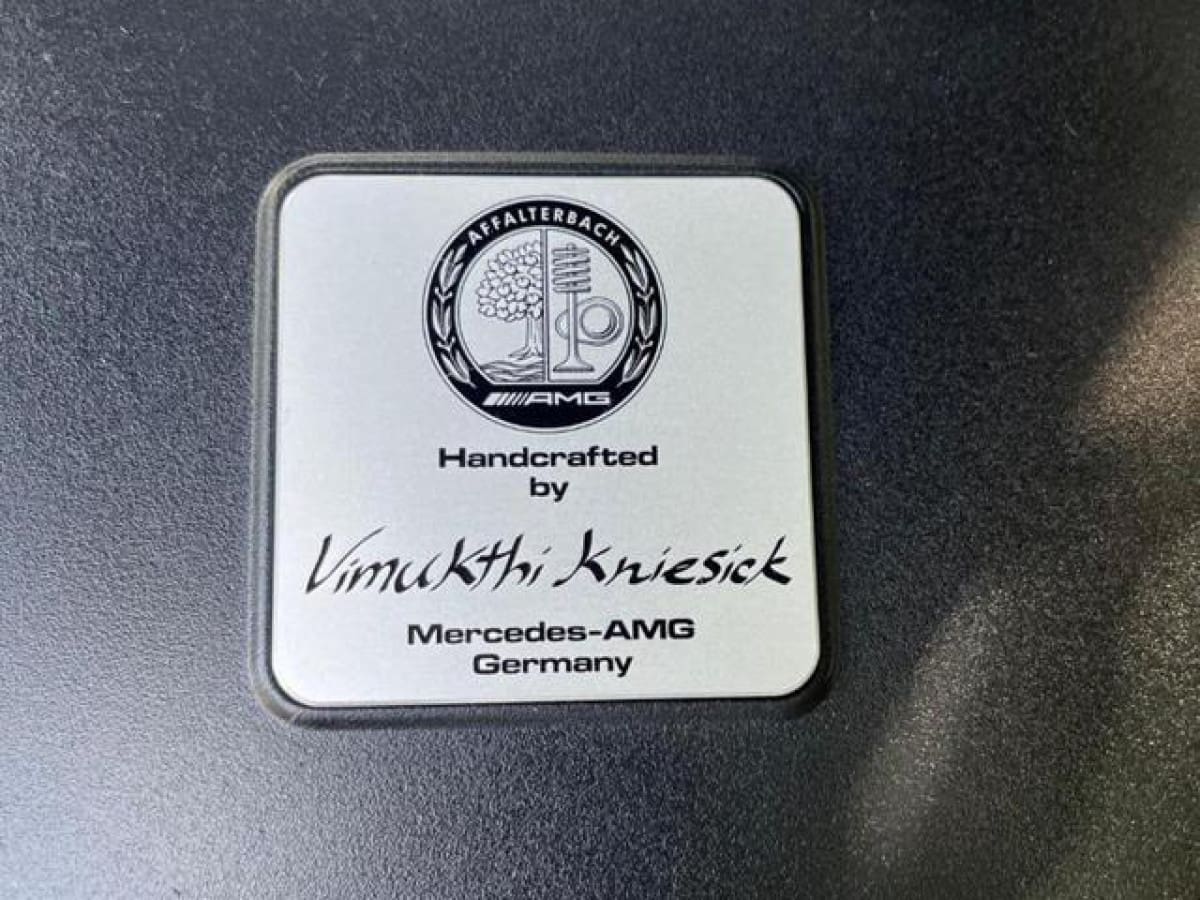 AFFALTERBACH
AMG
Handcrafted
by
Vimukthi Kniesick
Mercedes-AMG
Germany